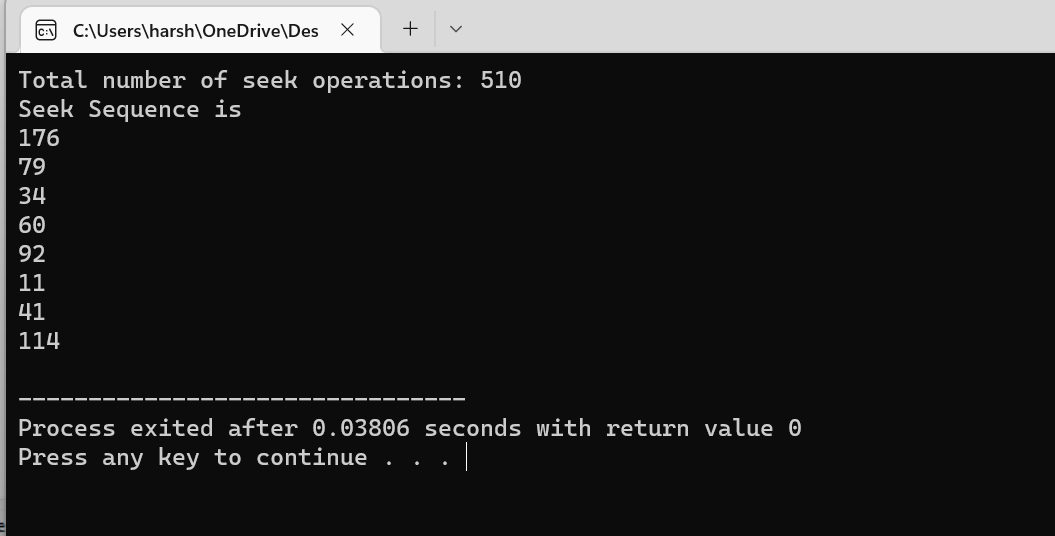 C:\Users\harsh\OneDrive\Des
Total number of seek operations: 510
Seek Sequence is
176
79
34
60
92
11
41
114
--------------------------------
Process exited after 0.03806 seconds with return value 0
Press any key to continue . . .